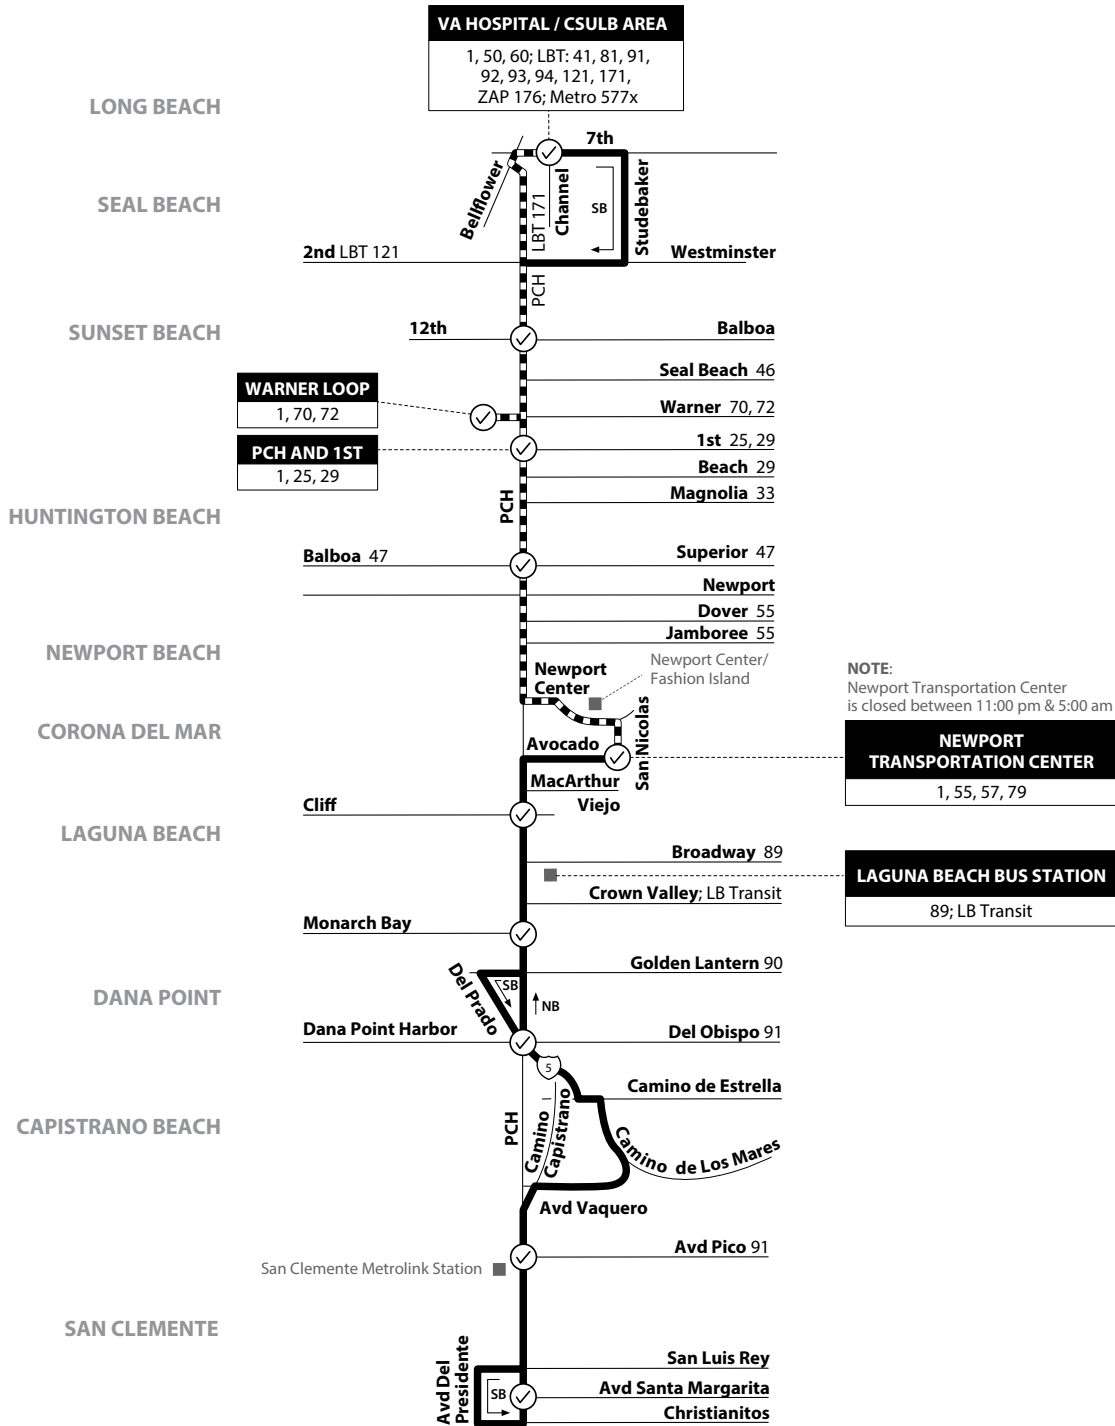 VA HOSPITAL / CSULB AREA
1, 50, 60; LBT: 41, 81, 91,
92, 93, 94, 121, 171,
ZAP 176; Metro 577x
LONG BEACH
7th
Bellflower
LBT 171
Channel
SB
Studebaker
SEAL BEACH
2nd LBT 121
Westminster
PCH
SUNSET BEACH
12th
Balboa
Seal Beach 46
WARNER LOOP
1, 70, 72
Warner 70, 72
PCH AND 1ST
1, 25, 29
1st 25, 29
Beach 29
Magnolia 33
PCH
HUNTINGTON BEACH
Balboa 47
Superior 47
Newport
Dover 55
Jamboree 55
NEWPORT BEACH
Newport
Center
Newport Center/
Fashion Island
NOTE:
Newport Transportation Center
is closed between 11:00 pm & 5:00 am
San Nicolas
CORONA DEL MAR
Avocado
NEWPORT
TRANSPORTATION CENTER
1, 55, 57, 79
MacArthur
Cliff
Viejo
LAGUNA BEACH
Broadway 89
LAGUNA BEACH BUS STATION
89; LB Transit
Crown Valley; LB Transit
Monarch Bay
Golden Lantern 90
Del Prado
SB
NB
DANA POINT
Dana Point Harbor
Del Obispo 91
5
Camino de Estrella
CAPISTRANO BEACH
PCH
Camino
Capistrano
Camino de Los Mares
Avd Vaquero
Avd Pico 91
San Clemente Metrolink Station
SAN CLEMENTE
Avd Del
Presidente
San Luis Rey
SB
Avd Santa Margarita
Christianitos